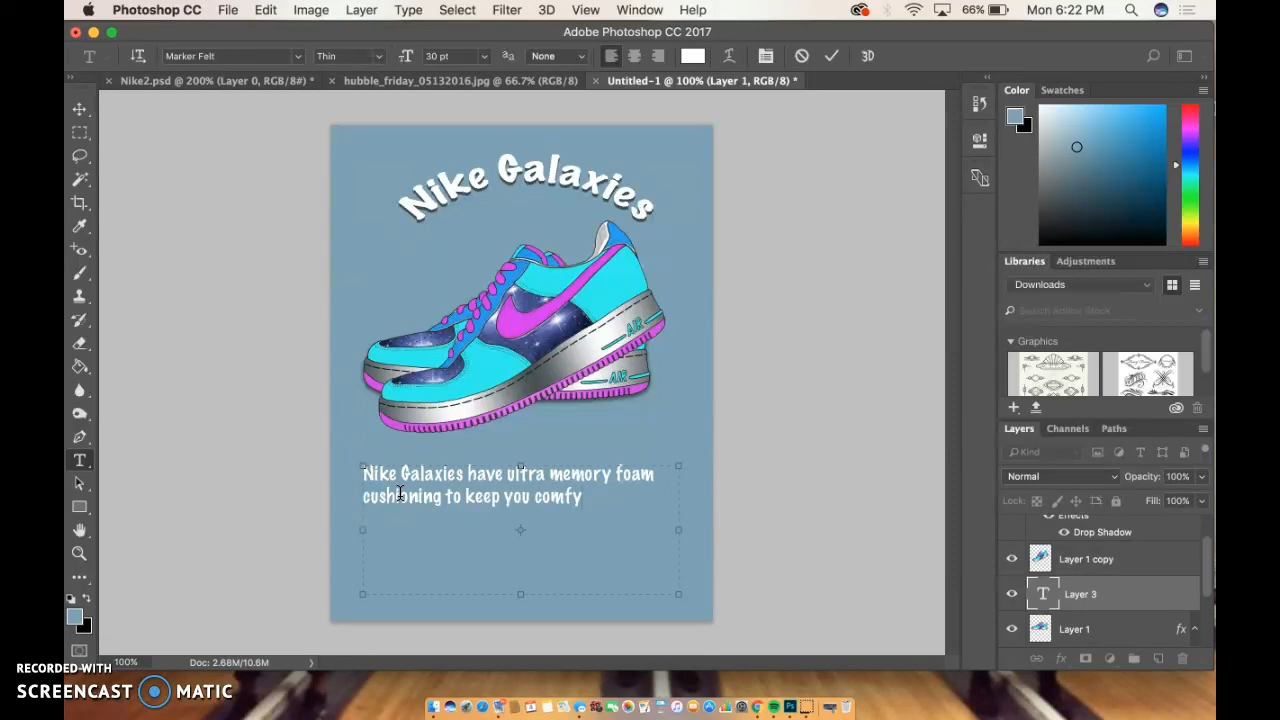 Photoshop CC File Edit Image Layer Type Select Filter 3D View Window Help 66% Mon 6:22 PM
Adobe Photoshop CC 2017
T Marker Felt Thin 30 pt None 3D
Nike2.psd @ 200% (Layer 0, RGB/8#) * hubble_friday_05132016.jpg @ 66.7% (RGB/8) Untitled-1 @ 100% (Layer 1, RGB/8) *
Color Swatches
Nike Galaxies
AIR
AIR
Nike Galaxies have ultra memory foam
cushioning to keep you comfy
Libraries Adjustments
Downloads
Search Adobe Stock
Graphics
Layers Channels Paths
Kind
Normal Opacity: 100%
Lock: Fill: 100%
Effects
Drop Shadow
Layer 1 copy
T Layer 3
Layer 1 fx
100% Doc: 2.68M/10.6M
RECORDED WITH
SCREENCAST MATIC